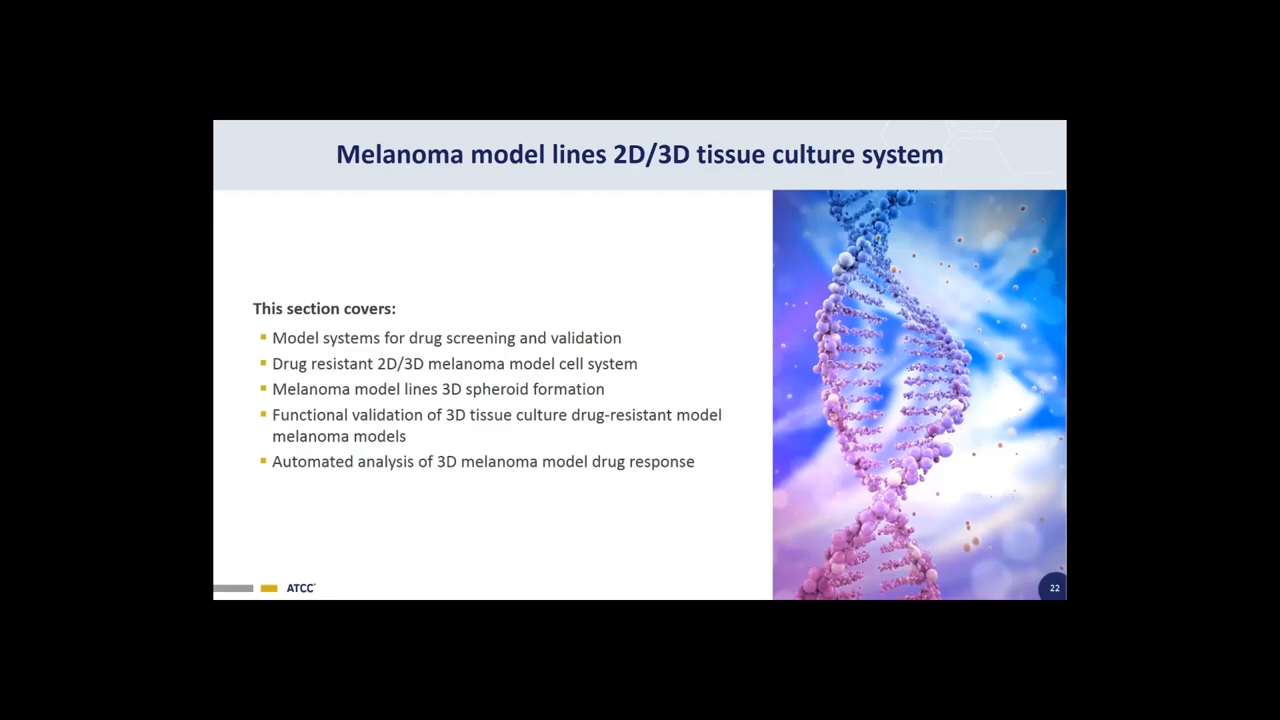 Melanoma model lines 2D/3D tissue culture system
This section covers:
Model systems for drug screening and validation
Drug resistant 2D/3D melanoma model cell system
Melanoma model lines 3D spheroid formation
Functional validation of 3D tissue culture drug-resistant model
melanoma models
Automated analysis of 3D melanoma model drug response
ATCC
22